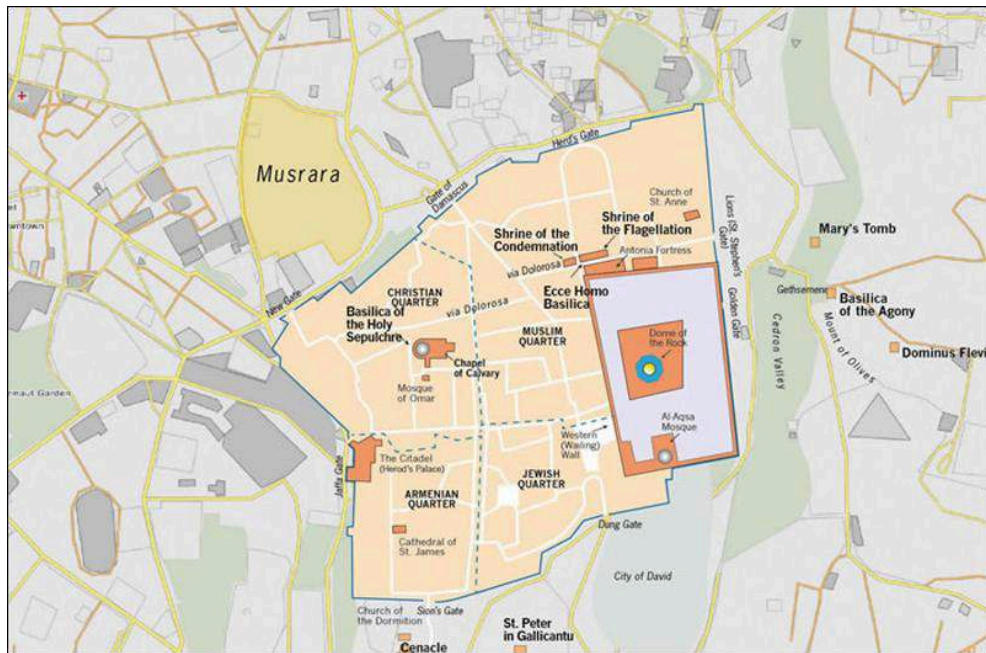 Herd's Gate
Musrara
Gate of
Damascus
Church of
St. Anne
Lions (St. Stephen's
Gate)
Shrine of
the Flagellation
Shrine of the
Condemnation
Antonia Fortress
Mary's Tomb
via Dolorosa
Ecce Homo
Basilica
Golden Gate
Gethsemene
Basilica
of the Agony
New Gate
CHRISTIAN
QUARTER
via Dolorosa
Basilica of the Holy
Sepulchre
MUSLIM
QUARTER
Dome of
the Rock
Cedron Valley
Mount of Olives
Dominus Flevi
Chapel
of Calvary
Mosque
of Omar
Al-Aqsa
Mosque
Western
(Wailing)
Wall
The Citadel
(Herod's Palace)
Jaffa Gate
JEWISH
QUARTER
ARMENIAN
QUARTER
Cathedral of
St. James
Dung Gate
City of David
Church of
the Dormition
Sion's Gate
St. Peter
in Gallicantu
Cenacle
Garden